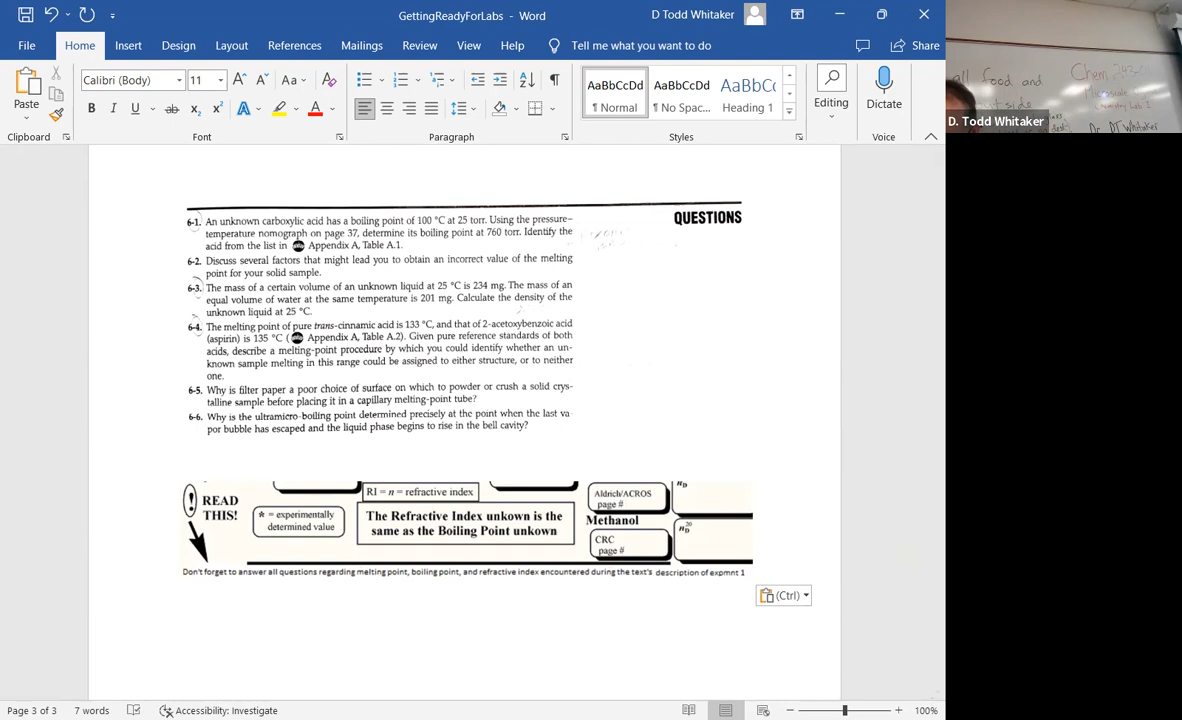 GettingReadyForLabs - Word
D Todd Whitaker
File Home Insert Design Layout References Mailings Review View Help Tell me what you want to do Share
Paste
Clipboard
Calibri (Body) 11
Font
Paragraph
AaBbCcDd AaBbCcDd AaBbCc
¶ Normal ¶ No Spac... Heading 1
Styles
Editing
Dictate
Voice
QUESTIONS
6-1. An unknown carboxylic acid has a boiling point of 100 °C at 25 torr. Using the pressure–
temperature nomograph on page 37, determine its boiling point at 760 torr. Identify the
acid from the list in Appendix A, Table A.1.
6-2. Discuss several factors that might lead you to obtain an incorrect value of the melting
point for your solid sample.
6-3. The mass of a certain volume of an unknown liquid at 25 °C is 234 mg. The mass of an
equal volume of water at the same temperature is 201 mg. Calculate the density of the
unknown liquid at 25 °C.
6-4. The melting point of pure trans-cinnamic acid is 133 °C, and that of 2-acetoxybenzoic acid
(aspirin) is 135 °C ( Appendix A, Table A.2). Given pure reference standards of both
acids, describe a melting-point procedure by which you could identify whether an un-
known sample melting in this range could be assigned to either structure, or to neither
one.
6-5. Why is filter paper a poor choice of surface on which to powder or crush a solid crys-
talline sample before placing it in a capillary melting-point tube?
6-6. Why is the ultramicro-boiling point determined precisely at the point when the last va-
por bubble has escaped and the liquid phase begins to rise in the bell cavity?
READ
THIS!
* = experimentally
determined value
RI = n = refractive index
The Refractive Index unkown is the
same as the Boiling Point unkown
Aldrich/ACROS
page #
nD
Methanol
CRC
page #
nD20
Don't forget to answer all questions regarding melting point, boiling point, and refractive index encountered during the text's description of expmnt 1
(Ctrl)
Page 3 of 3 7 words Accessibility: Investigate 100%
all food and
Chem
Microscale
Lab I
Dr. DT Whitaker
D. Todd Whitaker